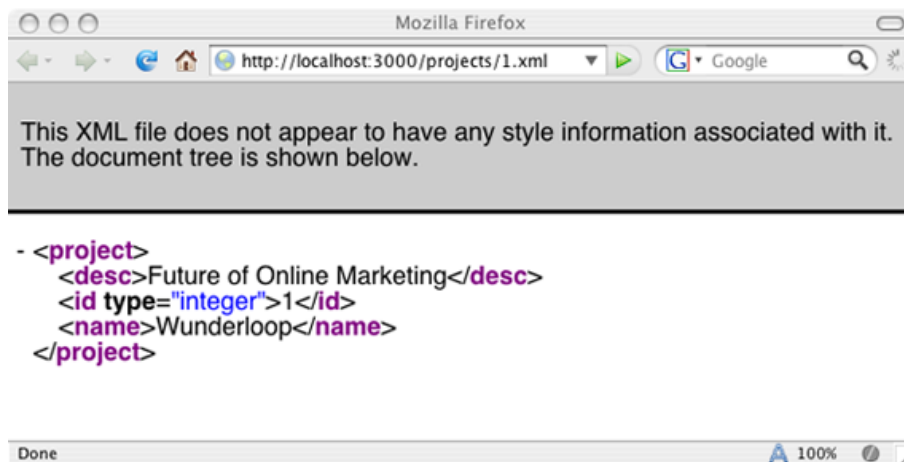 Mozilla Firefox
http://localhost:3000/projects/1.xml G Google
This XML file does not appear to have any style information associated with it.
The document tree is shown below.
- <project>
<desc>Future of Online Marketing</desc>
<id type="integer">1</id>
<name>Wunderloop</name>
</project>
Done A 100%